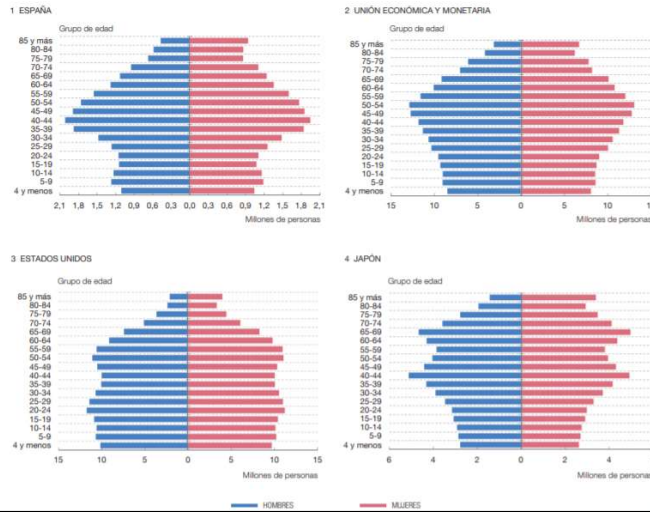 1 ESPAÑA
Grupo de edad
85 y más
80-84
75-79
70-74
65-69
60-64
55-59
50-54
45-49
40-44
35-39
30-34
25-29
20-24
15-19
10-14
5-9
4 y menos
2,1 1,8 1,5 1,2 0,9 0,6 0,3 0,0 0,3 0,6 0,9 1,2 1,5 1,8 2,1
Millones de personas
2 UNIÓN ECONÓMICA Y MONETARIA
Grupo de edad
85 y más
80-84
75-79
70-74
65-69
60-64
55-59
50-54
45-49
40-44
35-39
30-34
25-29
20-24
15-19
10-14
5-9
4 y menos
15 10 5 0 5 10
Millones de personas
3 ESTADOS UNIDOS
Grupo de edad
85 y más
80-84
75-79
70-74
65-69
60-64
55-59
50-54
45-49
40-44
35-39
30-34
25-29
20-24
15-19
10-14
5-9
4 y menos
15 10 5 0 5 10 15
Millones de personas
4 JAPÓN
Grupo de edad
85 y más
80-84
75-79
70-74
65-69
60-64
55-59
50-54
45-49
40-44
35-39
30-34
25-29
20-24
15-19
10-14
5-9
4 y menos
6 4 2 0 2 4
Millones de personas
HOMBRES MUJERES